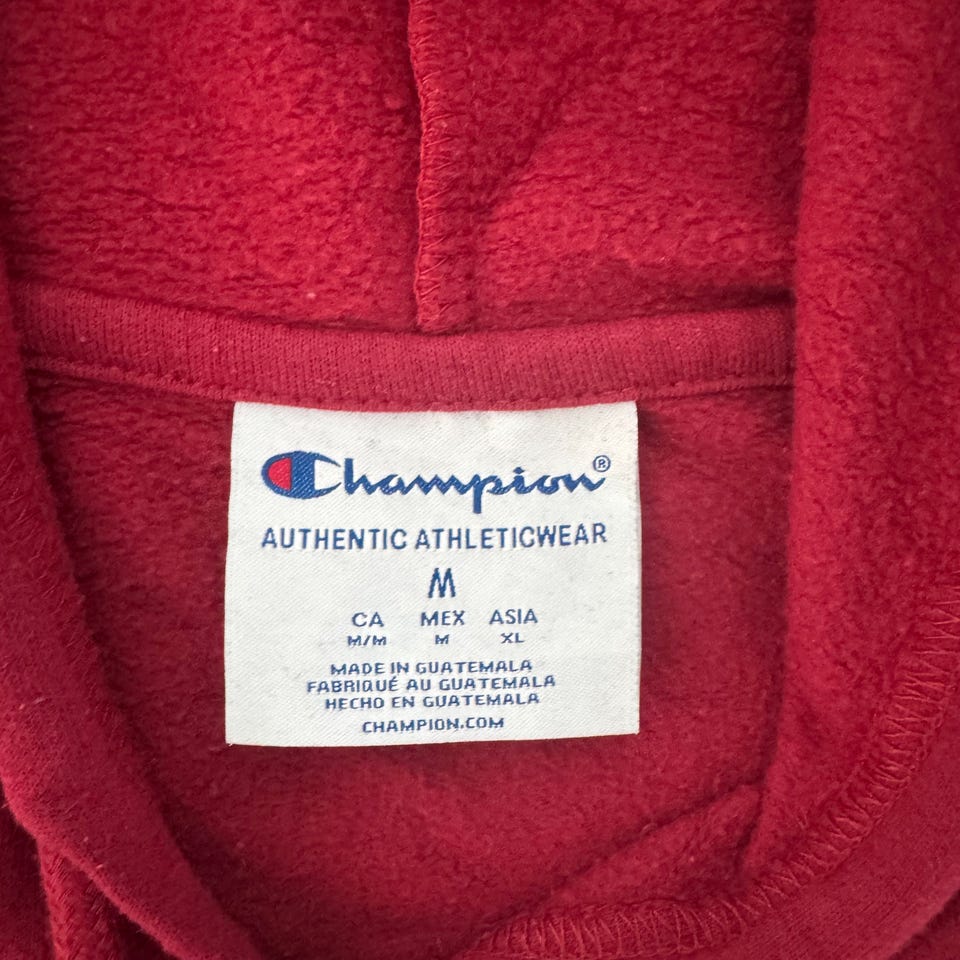 Champion®
AUTHENTIC ATHLETICWEAR
M
CA MEX ASIA
M/M M XL
MADE IN GUATEMALA
FABRIQUÉ AU GUATEMALA
HECHO EN GUATEMALA
CHAMPION.COM